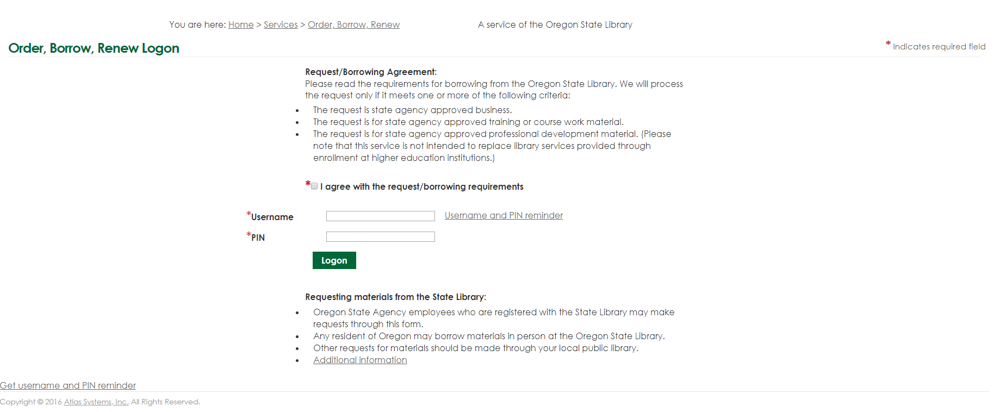 You are here: Home > Services > Order, Borrow, Renew
A service of the Oregon State Library
Order, Borrow, Renew Logon
* Indicates required field
Request/Borrowing Agreement:
Please read the requirements for borrowing from the Oregon State Library. We will process
the request only if it meets one or more of the following criteria:
• The request is state agency approved business.
• The request is for state agency approved training or course work material.
• The request is for state agency approved professional development material. (Please
note that this service is not intended to replace library services provided through
enrollment at higher education institutions.)
* I agree with the request/borrowing requirements
*Username
Username and PIN reminder
*PIN
Logon
Requesting materials from the State Library:
• Oregon State Agency employees who are registered with the State Library may make
requests through this form.
• Any resident of Oregon may borrow materials in person at the Oregon State Library.
• Other requests for materials should be made through your local public library.
• Additional information
Get username and PIN reminder
Copyright © 2016 Atlas Systems, Inc. All Rights Reserved.